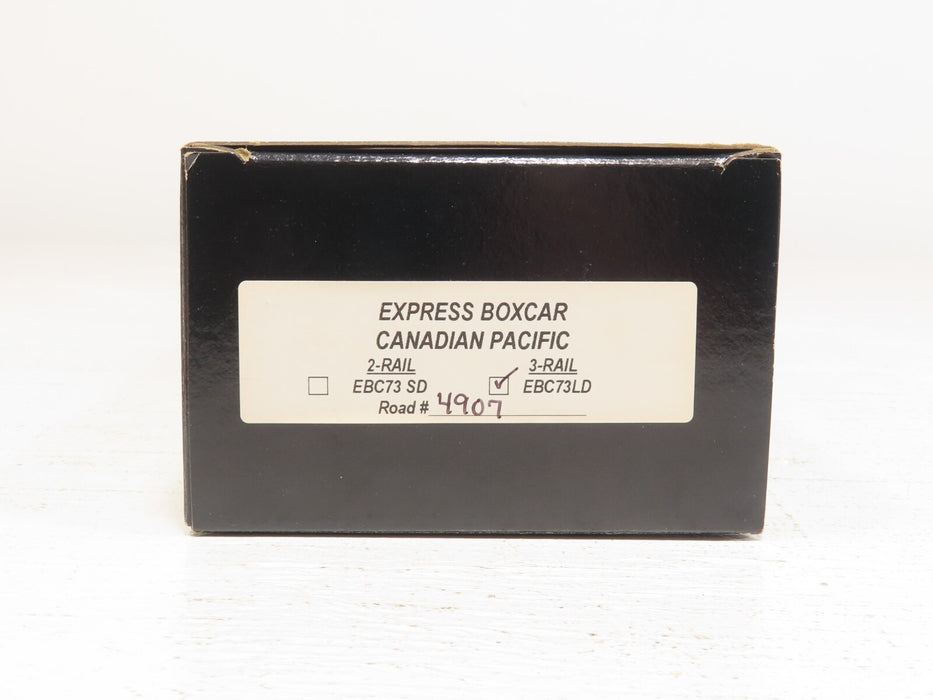 EXPRESS BOXCAR
CANADIAN PACIFIC
2-RAIL 3-RAIL
EBC73 SD EBC73LD
Road # 4907